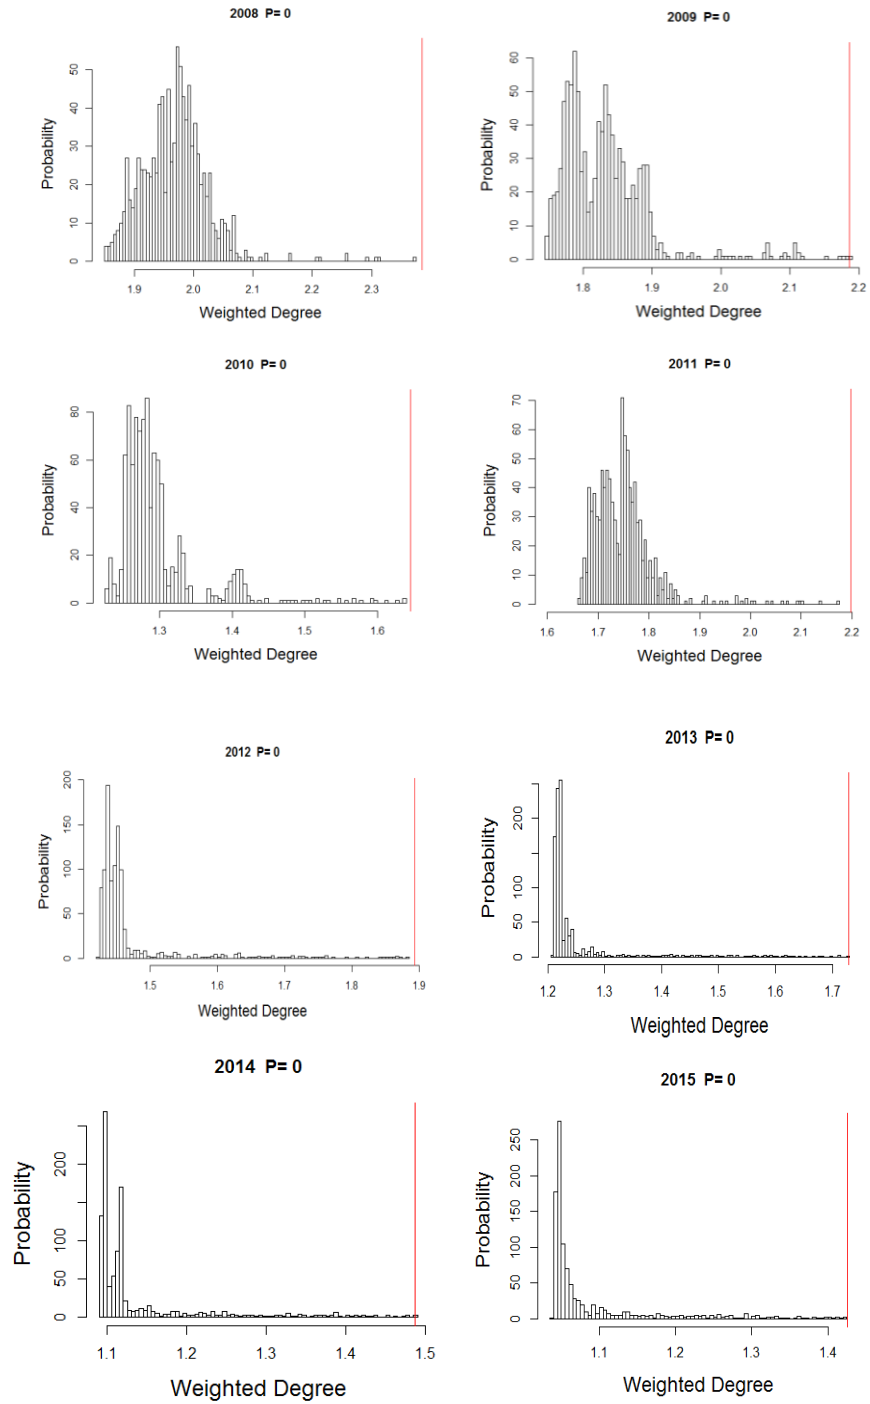 2008 P= 0
Probability
0 10 20 30 40 50
1.9 2.0 2.1 2.2 2.3
Weighted Degree
2009 P= 0
Probability
0 10 20 30 40 50 60
1.8 1.9 2.0 2.1 2.2
Weighted Degree
2010 P= 0
Probability
0 20 40 60 80
1.3 1.4 1.5 1.6
Weighted Degree
2011 P= 0
Probability
0 10 20 30 40 50 60 70
1.6 1.7 1.8 1.9 2.0 2.1 2.2
Weighted Degree
2012 P= 0
Probability
0 50 100 150 200
1.5 1.6 1.7 1.8 1.9
Weighted Degree
2013 P= 0
Probability
0 50 100 200
1.2 1.3 1.4 1.5 1.6 1.7
Weighted Degree
2014 P= 0
Probability
0 50 100 200
1.1 1.2 1.3 1.4 1.5
Weighted Degree
2015 P= 0
Probability
0 50 100 150 200 250
1.1 1.2 1.3 1.4
Weighted Degree